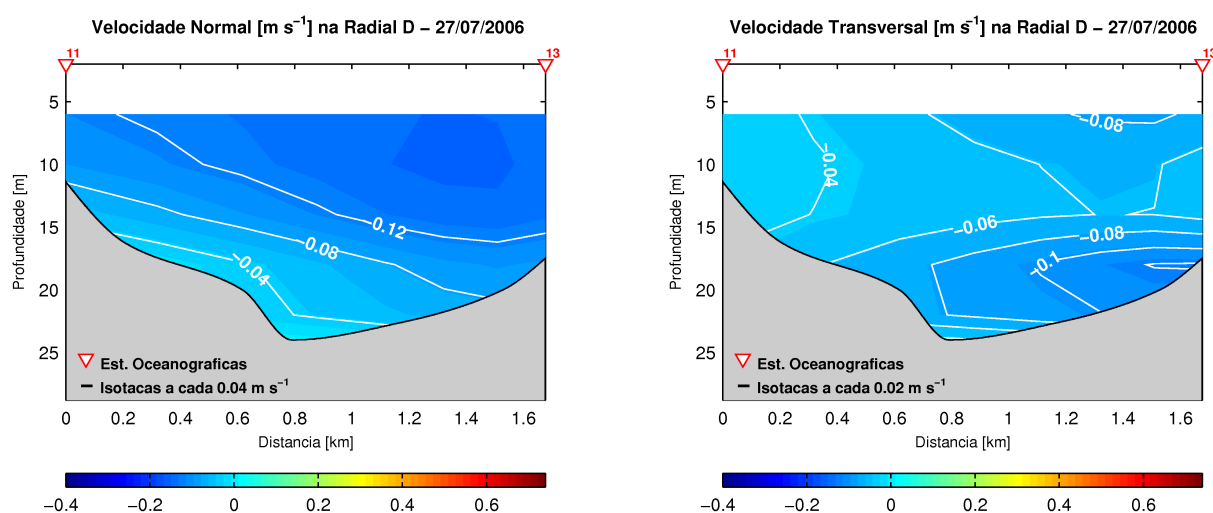 Velocidade Normal [m s⁻¹] na Radial D − 27/07/2006
11
13
5
10
15
20
25
Profundidade [m]
−0.12
−0.08
−0.04
Est. Oceanograficas
Isotacas a cada 0.04 m s⁻¹
0 0.2 0.4 0.6 0.8 1 1.2 1.4 1.6
Distancia [km]
−0.4 −0.2 0 0.2 0.4 0.6
Velocidade Transversal [m s⁻¹] na Radial D − 27/07/2006
11
13
5
10
15
20
25
Profundidade [m]
−0.08
−0.04
−0.06
−0.08
−0.1
Est. Oceanograficas
Isotacas a cada 0.02 m s⁻¹
0 0.2 0.4 0.6 0.8 1 1.2 1.4 1.6
Distancia [km]
−0.4 −0.2 0 0.2 0.4 0.6